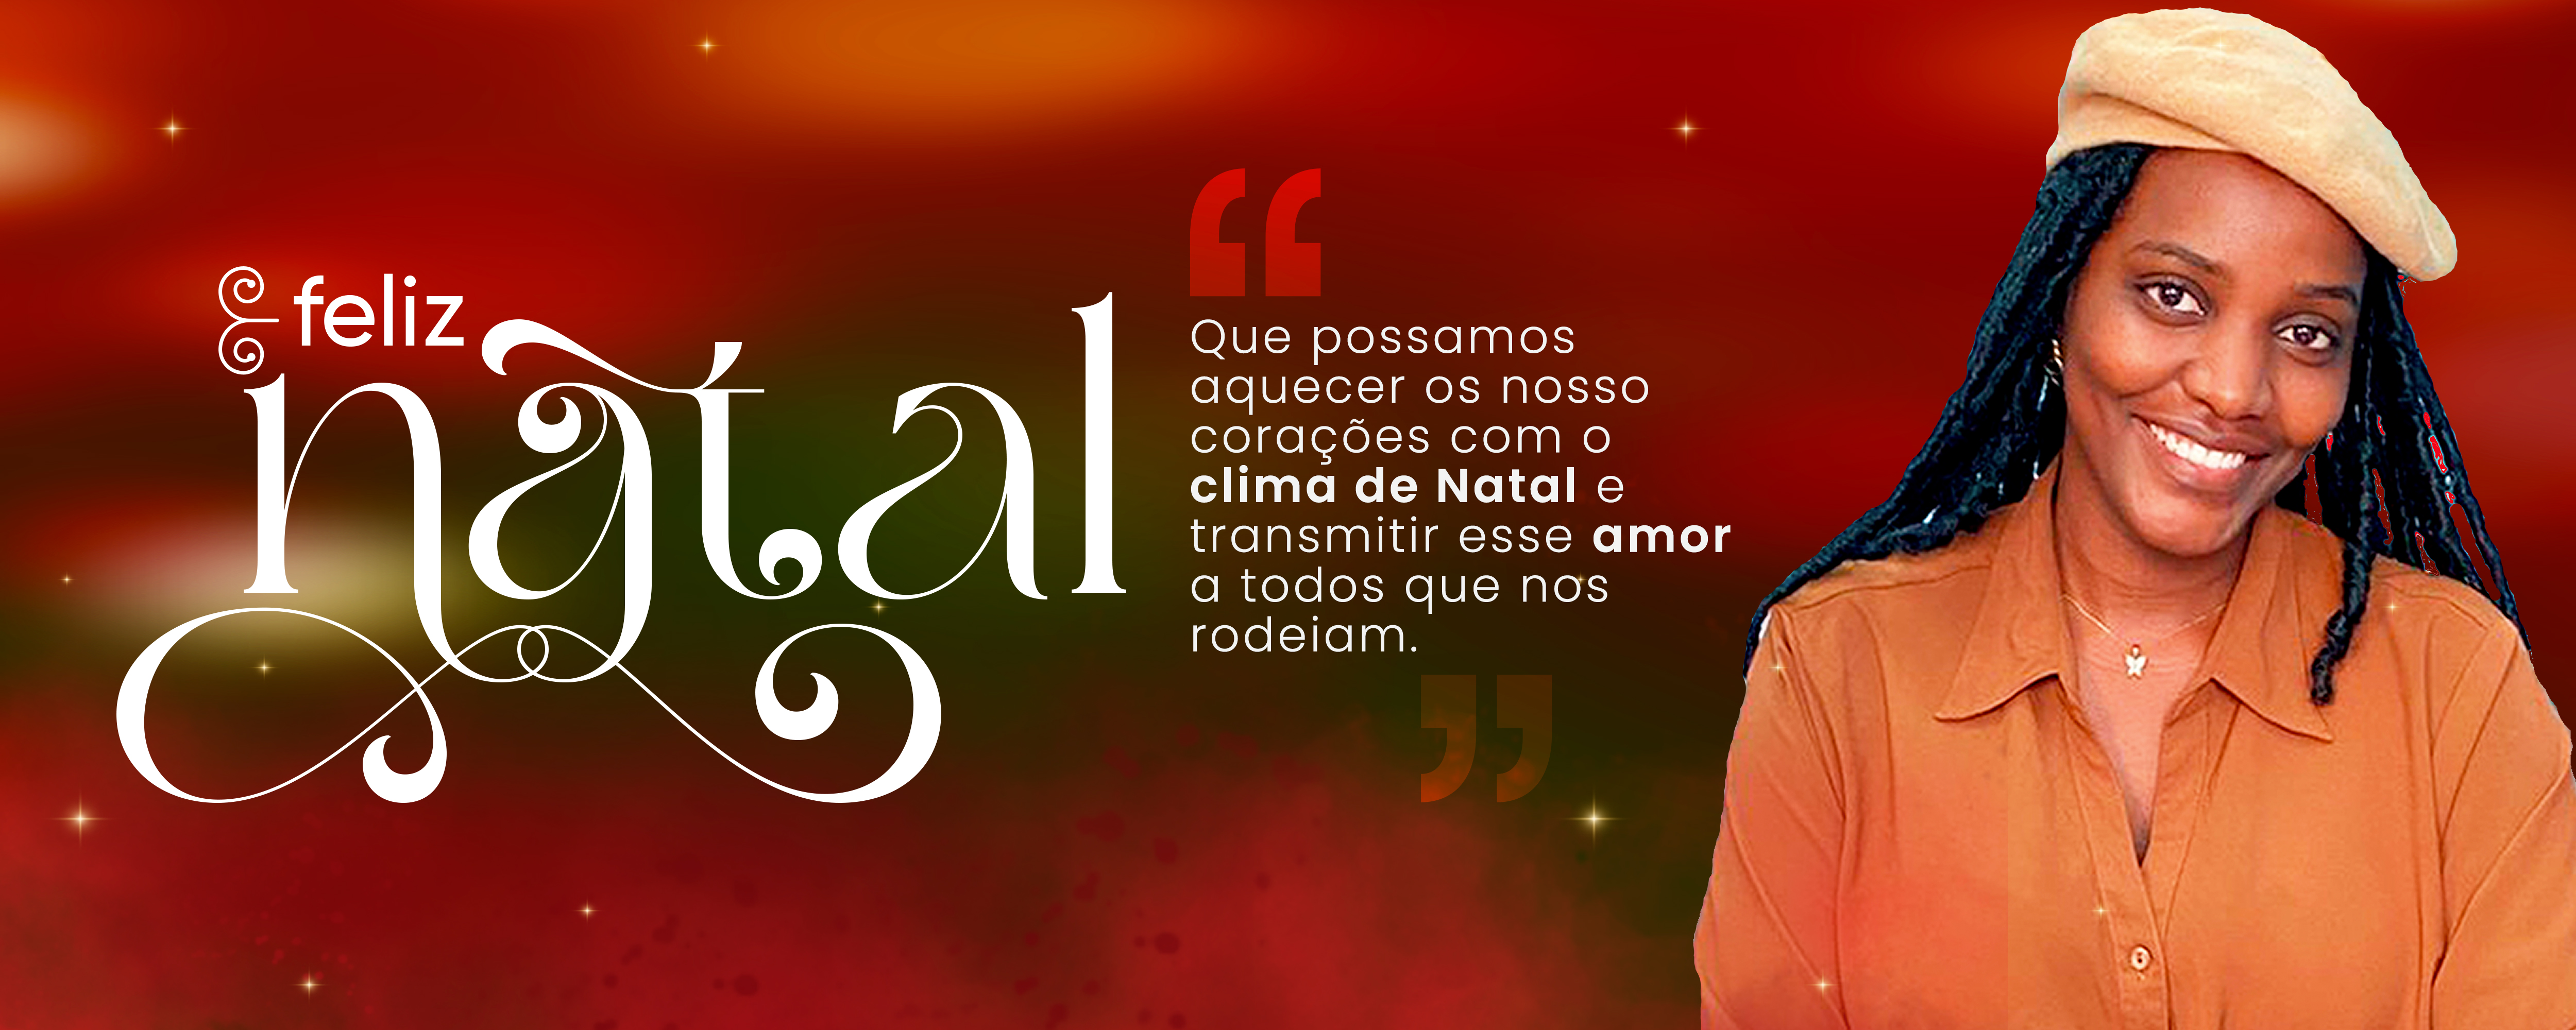 feliz
natal
“
Que possamos
aquecer os nosso
corações com o
clima de Natal e
transmitir esse amor
a todos que nos
rodeiam.
”